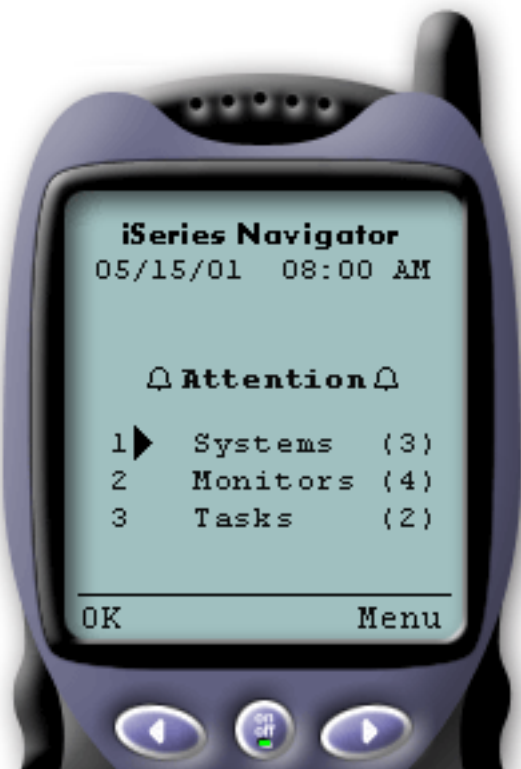 iSeries Navigator
05/15/01 08:00 AM
Attention
1 Systems (3)
2 Monitors (4)
3 Tasks (2)
OK Menu
on
off